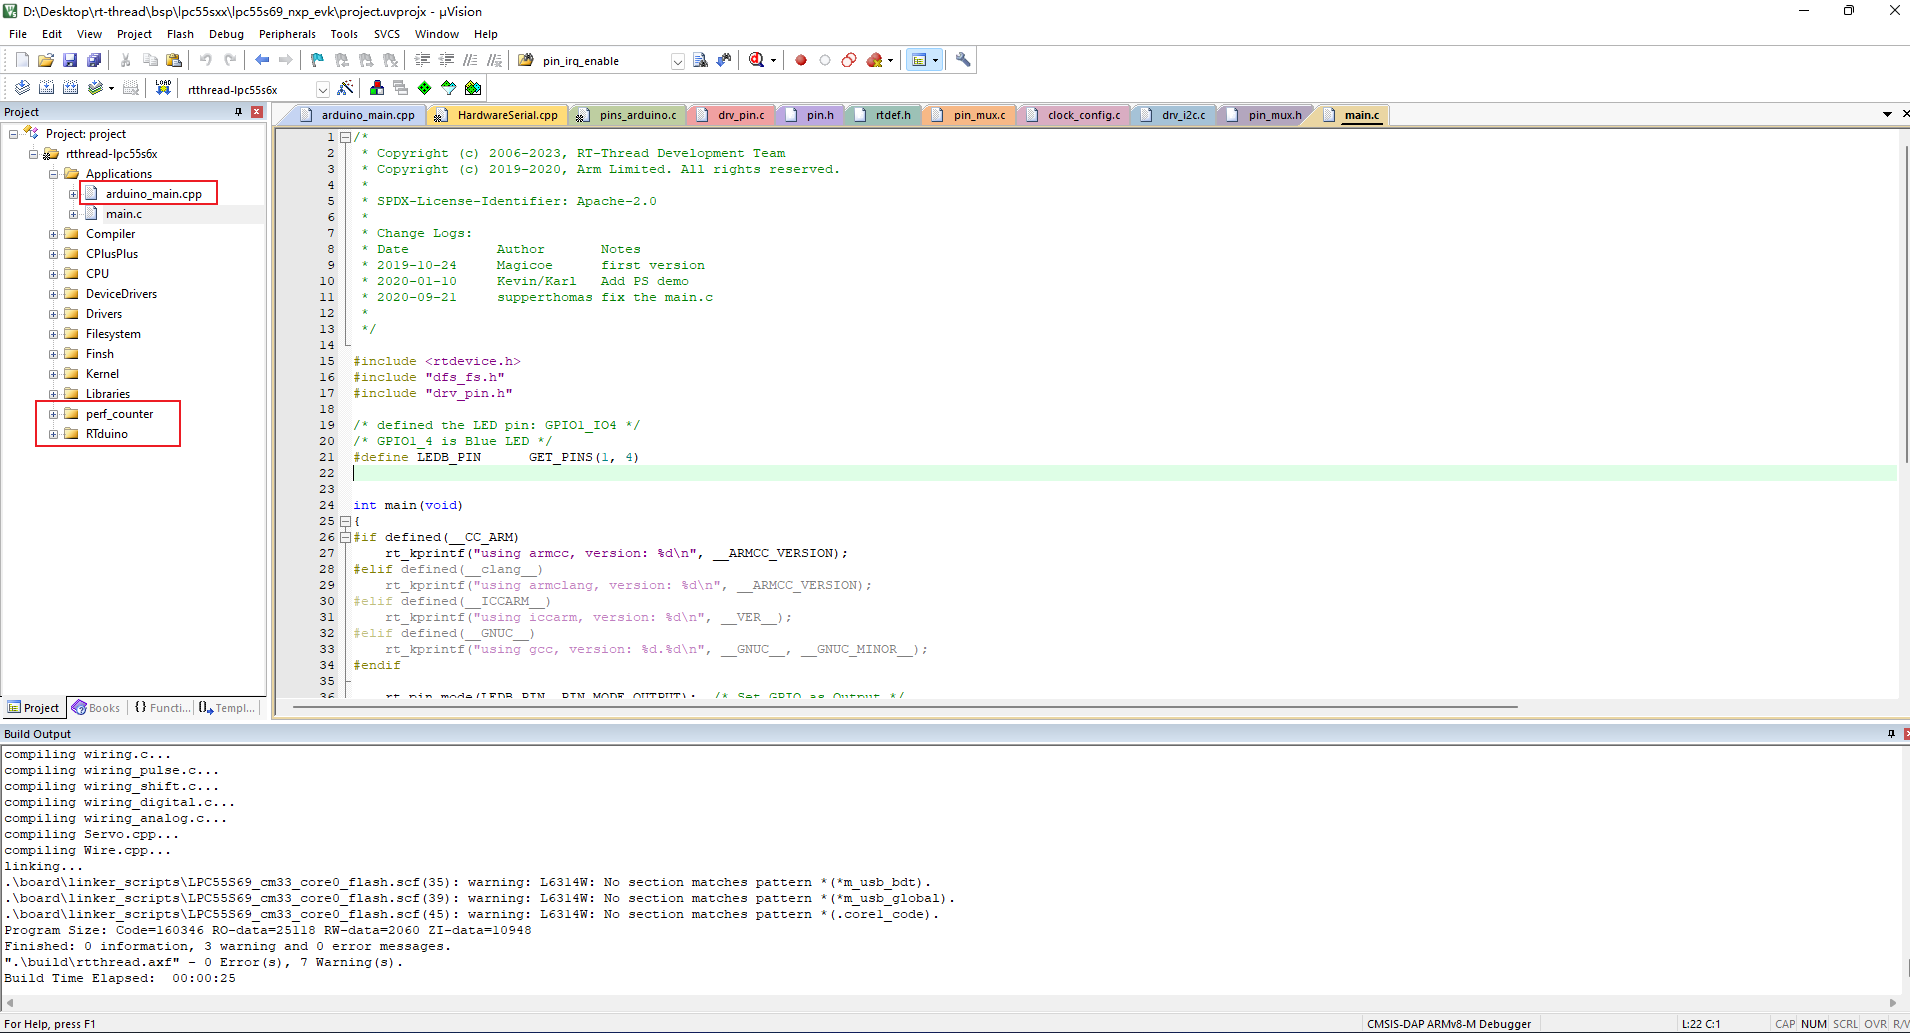 D:\Desktop\rt-thread\bsp\lpc55sxx\lpc55s69_nxp_evk\project.uvprojx - µVision
File Edit View Project Flash Debug Peripherals Tools SVCS Window Help
pin_irq_enable
LOAD rtthread-lpc55s6x
Project
Project: project
rtthread-lpc55s6x
Applications
arduino_main.cpp
main.c
Compiler
CPlusPlus
CPU
DeviceDrivers
Drivers
Filesystem
Finsh
Kernel
Libraries
perf_counter
RTduino
Project Books {} Functi... Templ...
arduino_main.cpp HardwareSerial.cpp pins_arduino.c drv_pin.c pin.h rtdef.h pin_mux.c clock_config.c drv_i2c.c pin_mux.h main.c
1 /*
2 * Copyright (c) 2006-2023, RT-Thread Development Team
3 * Copyright (c) 2019-2020, Arm Limited. All rights reserved.
4 *
5 * SPDX-License-Identifier: Apache-2.0
6 *
7 * Change Logs:
8 * Date Author Notes
9 * 2019-10-24 Magicoe first version
10 * 2020-01-10 Kevin/Karl Add PS demo
11 * 2020-09-21 supperthomas fix the main.c
12 *
13 */
14
15 #include <rtdevice.h>
16 #include "dfs_fs.h"
17 #include "drv_pin.h"
18
19 /* defined the LED pin: GPIO1_IO4 */
20 /* GPIO1_4 is Blue LED */
21 #define LEDB_PIN GET_PINS(1, 4)
22
23
24 int main(void)
25 {
26 #if defined(__CC_ARM)
27 rt_kprintf("using armcc, version: %d\n", __ARMCC_VERSION);
28 #elif defined(__clang__)
29 rt_kprintf("using armclang, version: %d\n", __ARMCC_VERSION);
30 #elif defined(__ICCARM__)
31 rt_kprintf("using iccarm, version: %d\n", __VER__);
32 #elif defined(__GNUC__)
33 rt_kprintf("using gcc, version: %d.%d\n", __GNUC__, __GNUC_MINOR__);
34 #endif
35
36 rt_pin_mode(LEDB_PIN, PIN_MODE_OUTPUT); /* Set GPIO as Output */
Build Output
compiling wiring.c...
compiling wiring_pulse.c...
compiling wiring_shift.c...
compiling wiring_digital.c...
compiling wiring_analog.c...
compiling Servo.cpp...
compiling Wire.cpp...
linking...
.\board\linker_scripts\LPC55S69_cm33_core0_flash.scf(35): warning: L6314W: No section matches pattern *(*m_usb_bdt).
.\board\linker_scripts\LPC55S69_cm33_core0_flash.scf(39): warning: L6314W: No section matches pattern *(*m_usb_global).
.\board\linker_scripts\LPC55S69_cm33_core0_flash.scf(45): warning: L6314W: No section matches pattern *(.core1_code).
Program Size: Code=160346 RO-data=25118 RW-data=2060 ZI-data=10948
Finished: 0 information, 3 warning and 0 error messages.
".\build\rtthread.axf" - 0 Error(s), 7 Warning(s).
Build Time Elapsed: 00:00:25
For Help, press F1 CMSIS-DAP ARMv8-M Debugger L:22 C:1 CAP NUM SCRL OVR R/W